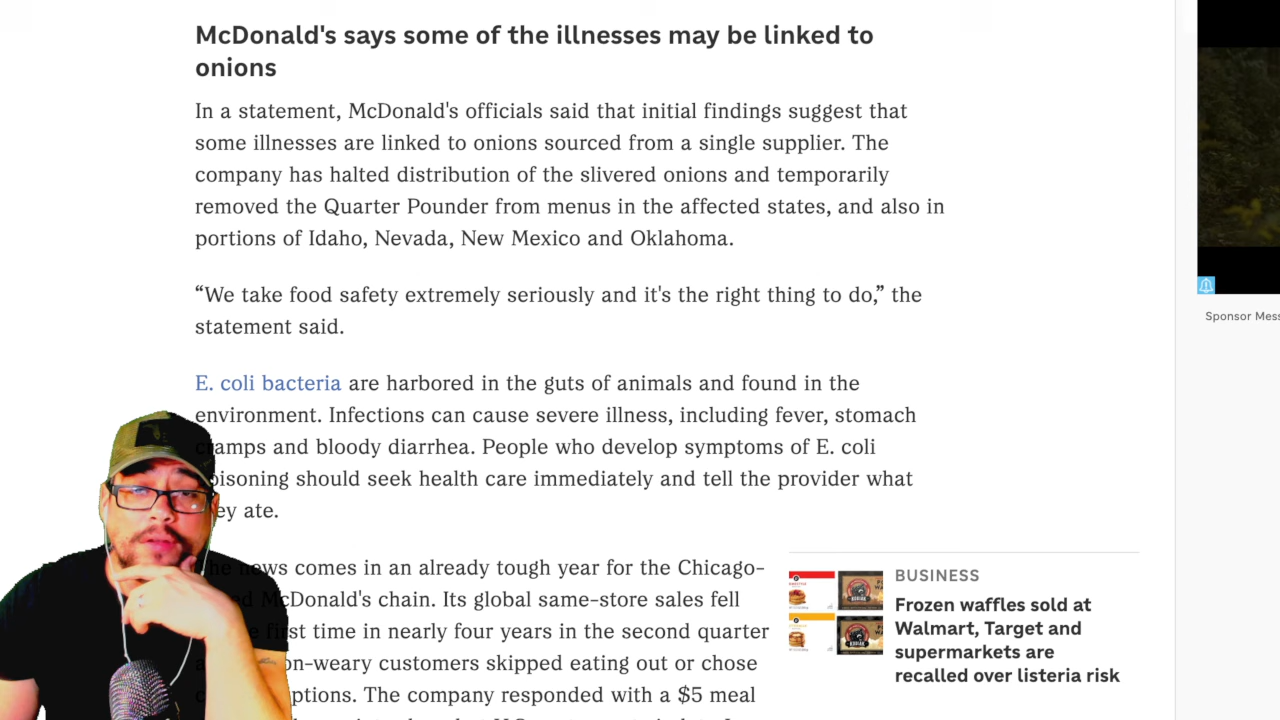 McDonald's says some of the illnesses may be linked to
onions
In a statement, McDonald's officials said that initial findings suggest that
some illnesses are linked to onions sourced from a single supplier. The
company has halted distribution of the slivered onions and temporarily
removed the Quarter Pounder from menus in the affected states, and also in
portions of Idaho, Nevada, New Mexico and Oklahoma.
“We take food safety extremely seriously and it's the right thing to do,” the
statement said.
E. coli bacteria are harbored in the guts of animals and found in the
environment. Infections can cause severe illness, including fever, stomach
cramps and bloody diarrhea. People who develop symptoms of E. coli
poisoning should seek health care immediately and tell the provider what
they ate.
The news comes in an already tough year for the Chicago-
McDonald's chain. Its global same-store sales fell
first time in nearly four years in the second quarter
customers skipped eating out or chose
The company responded with a $5 meal
BUSINESS
Frozen waffles sold at
Walmart, Target and
supermarkets are
recalled over listeria risk
Sponsor